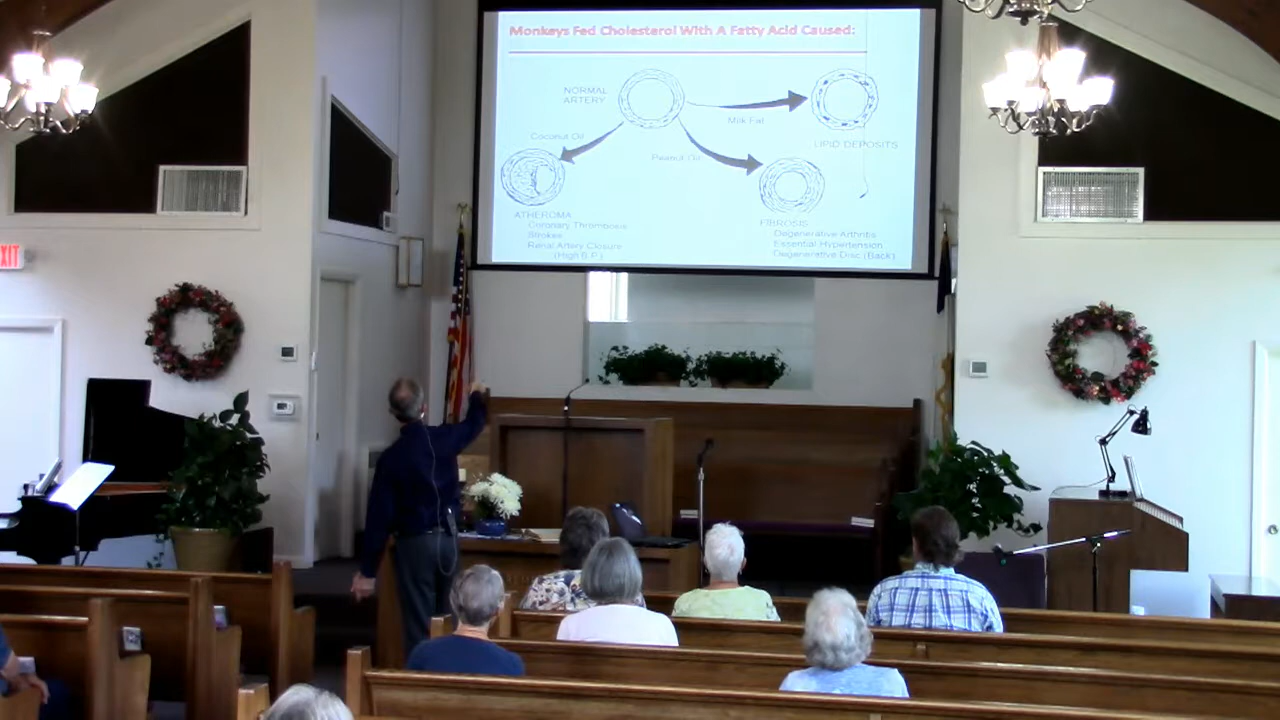 Monkeys Fed Cholesterol With A Fatty Acid Caused:
NORMAL
ARTERY
Milk Fat
Coconut Oil
Peanut Oil
LIPID DEPOSITS
ATHEROMA
Coronary Thrombosis
Strokes
Renal Artery Closure
(High B.P.)
FIBROSIS
Degenerative Arthritis
Essential Hypertension
Degenerative Disc (Back)
EXIT